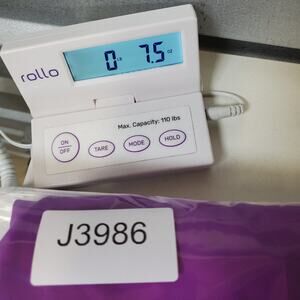 rollo
0 LB 7.5 OZ
Max. Capacity: 110 lbs
ON
OFF
TARE
MODE
HOLD
J3986